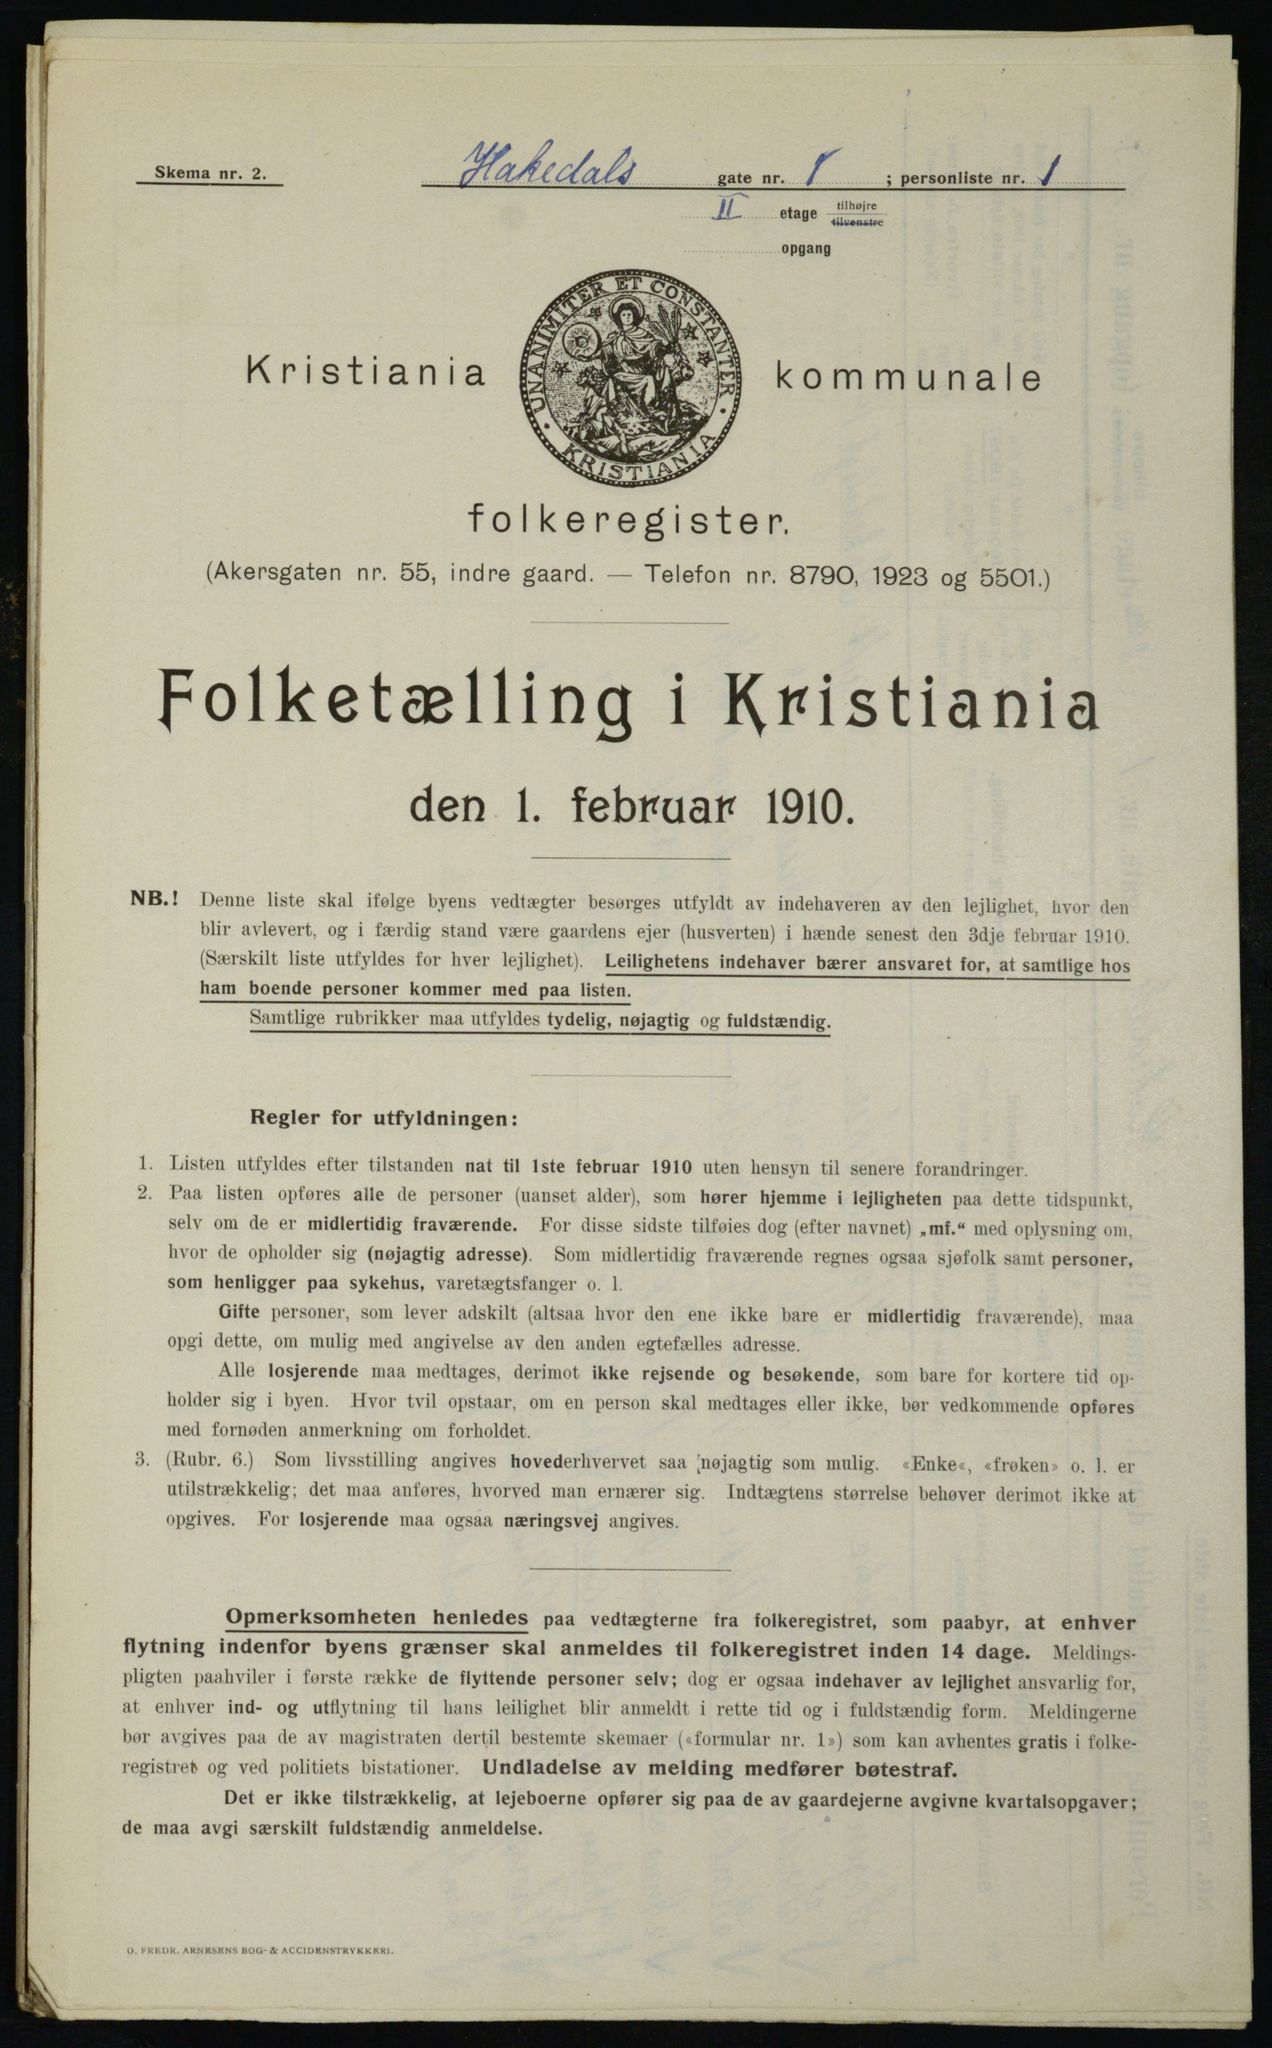 Skema nr. 2.
Hakedals gate nr. 1 ; personliste nr. 1
II etage tilhøjre
tilvenstre
opgang
UNANIMITER ET CONSTANTER
· KRISTIANIA ·
Kristiania kommunale
folkeregister.
(Akersgaten nr. 55, indre gaard. — Telefon nr. 8790, 1923 og 5501.)
Folketælling i Kristiania
den 1. februar 1910.
NB.! Denne liste skal ifølge byens vedtægter besørges utfyldt av indehaveren av den lejlighet, hvor den
blir avlevert, og i færdig stand være gaardens ejer (husverten) i hænde senest den 3dje februar 1910.
(Særskilt liste utfyldes for hver lejlighet). Leilighetens indehaver bærer ansvaret for, at samtlige hos
ham boende personer kommer med paa listen.
Samtlige rubrikker maa utfyldes tydelig, nøjagtig og fuldstændig.
Regler for utfyldningen:
1. Listen utfyldes efter tilstanden nat til 1ste februar 1910 uten hensyn til senere forandringer.
2. Paa listen opføres alle de personer (uanset alder), som hører hjemme i lejligheten paa dette tidspunkt,
selv om de er midlertidig fraværende. For disse sidste tilføies dog (efter navnet) „mf.“ med oplysning om,
hvor de opholder sig (nøjagtig adresse). Som midlertidig fraværende regnes ogsaa sjøfolk samt personer,
som henligger paa sykehus, varetægtsfanger o. l.
Gifte personer, som lever adskilt (altsaa hvor den ene ikke bare er midlertidig fraværende), maa
opgi dette, om mulig med angivelse av den anden egtefælles adresse.
Alle losjerende maa medtages, derimot ikke rejsende og besøkende, som bare for kortere tid op-
holder sig i byen. Hvor tvil opstaar, om en person skal medtages eller ikke, bør vedkommende opføres
med fornøden anmerkning om forholdet.
3. (Rubr. 6.) Som livsstilling angives hovederhvervet saa nøjagtig som mulig. «Enke«, «frøken» o. l. er
utilstrækkelig; det maa anføres, hvorved man ernærer sig. Indtægtens størrelse behøver derimot ikke at
opgives. For losjerende maa ogsaa næringsvej angives.
Opmerksomheten henledes paa vedtægterne fra folkeregistret, som paabyr, at enhver
flytning indenfor byens grænser skal anmeldes til folkeregistret inden 14 dage. Meldings-
pligten paahviler i første række de flyttende personer selv; dog er ogsaa indehaver av lejlighet ansvarlig for,
at enhver ind- og utflytning til hans leilighet blir anmeldt i rette tid og i fuldstændig form. Meldingerne
bør avgives paa de av magistraten dertil bestemte skemaer («formular nr. 1») som kan avhentes gratis i folke-
registret og ved politiets bistationer. Undladelse av melding medfører bøtestraf.
Det er ikke tilstrækkelig, at lejeboerne opfører sig paa de av gaardejerne avgivne kvartalsopgaver;
de maa avgi særskilt fuldstændig anmeldelse.
O. FREDR. ARNESENS BOG- & ACCIDENSTRYKKERI.